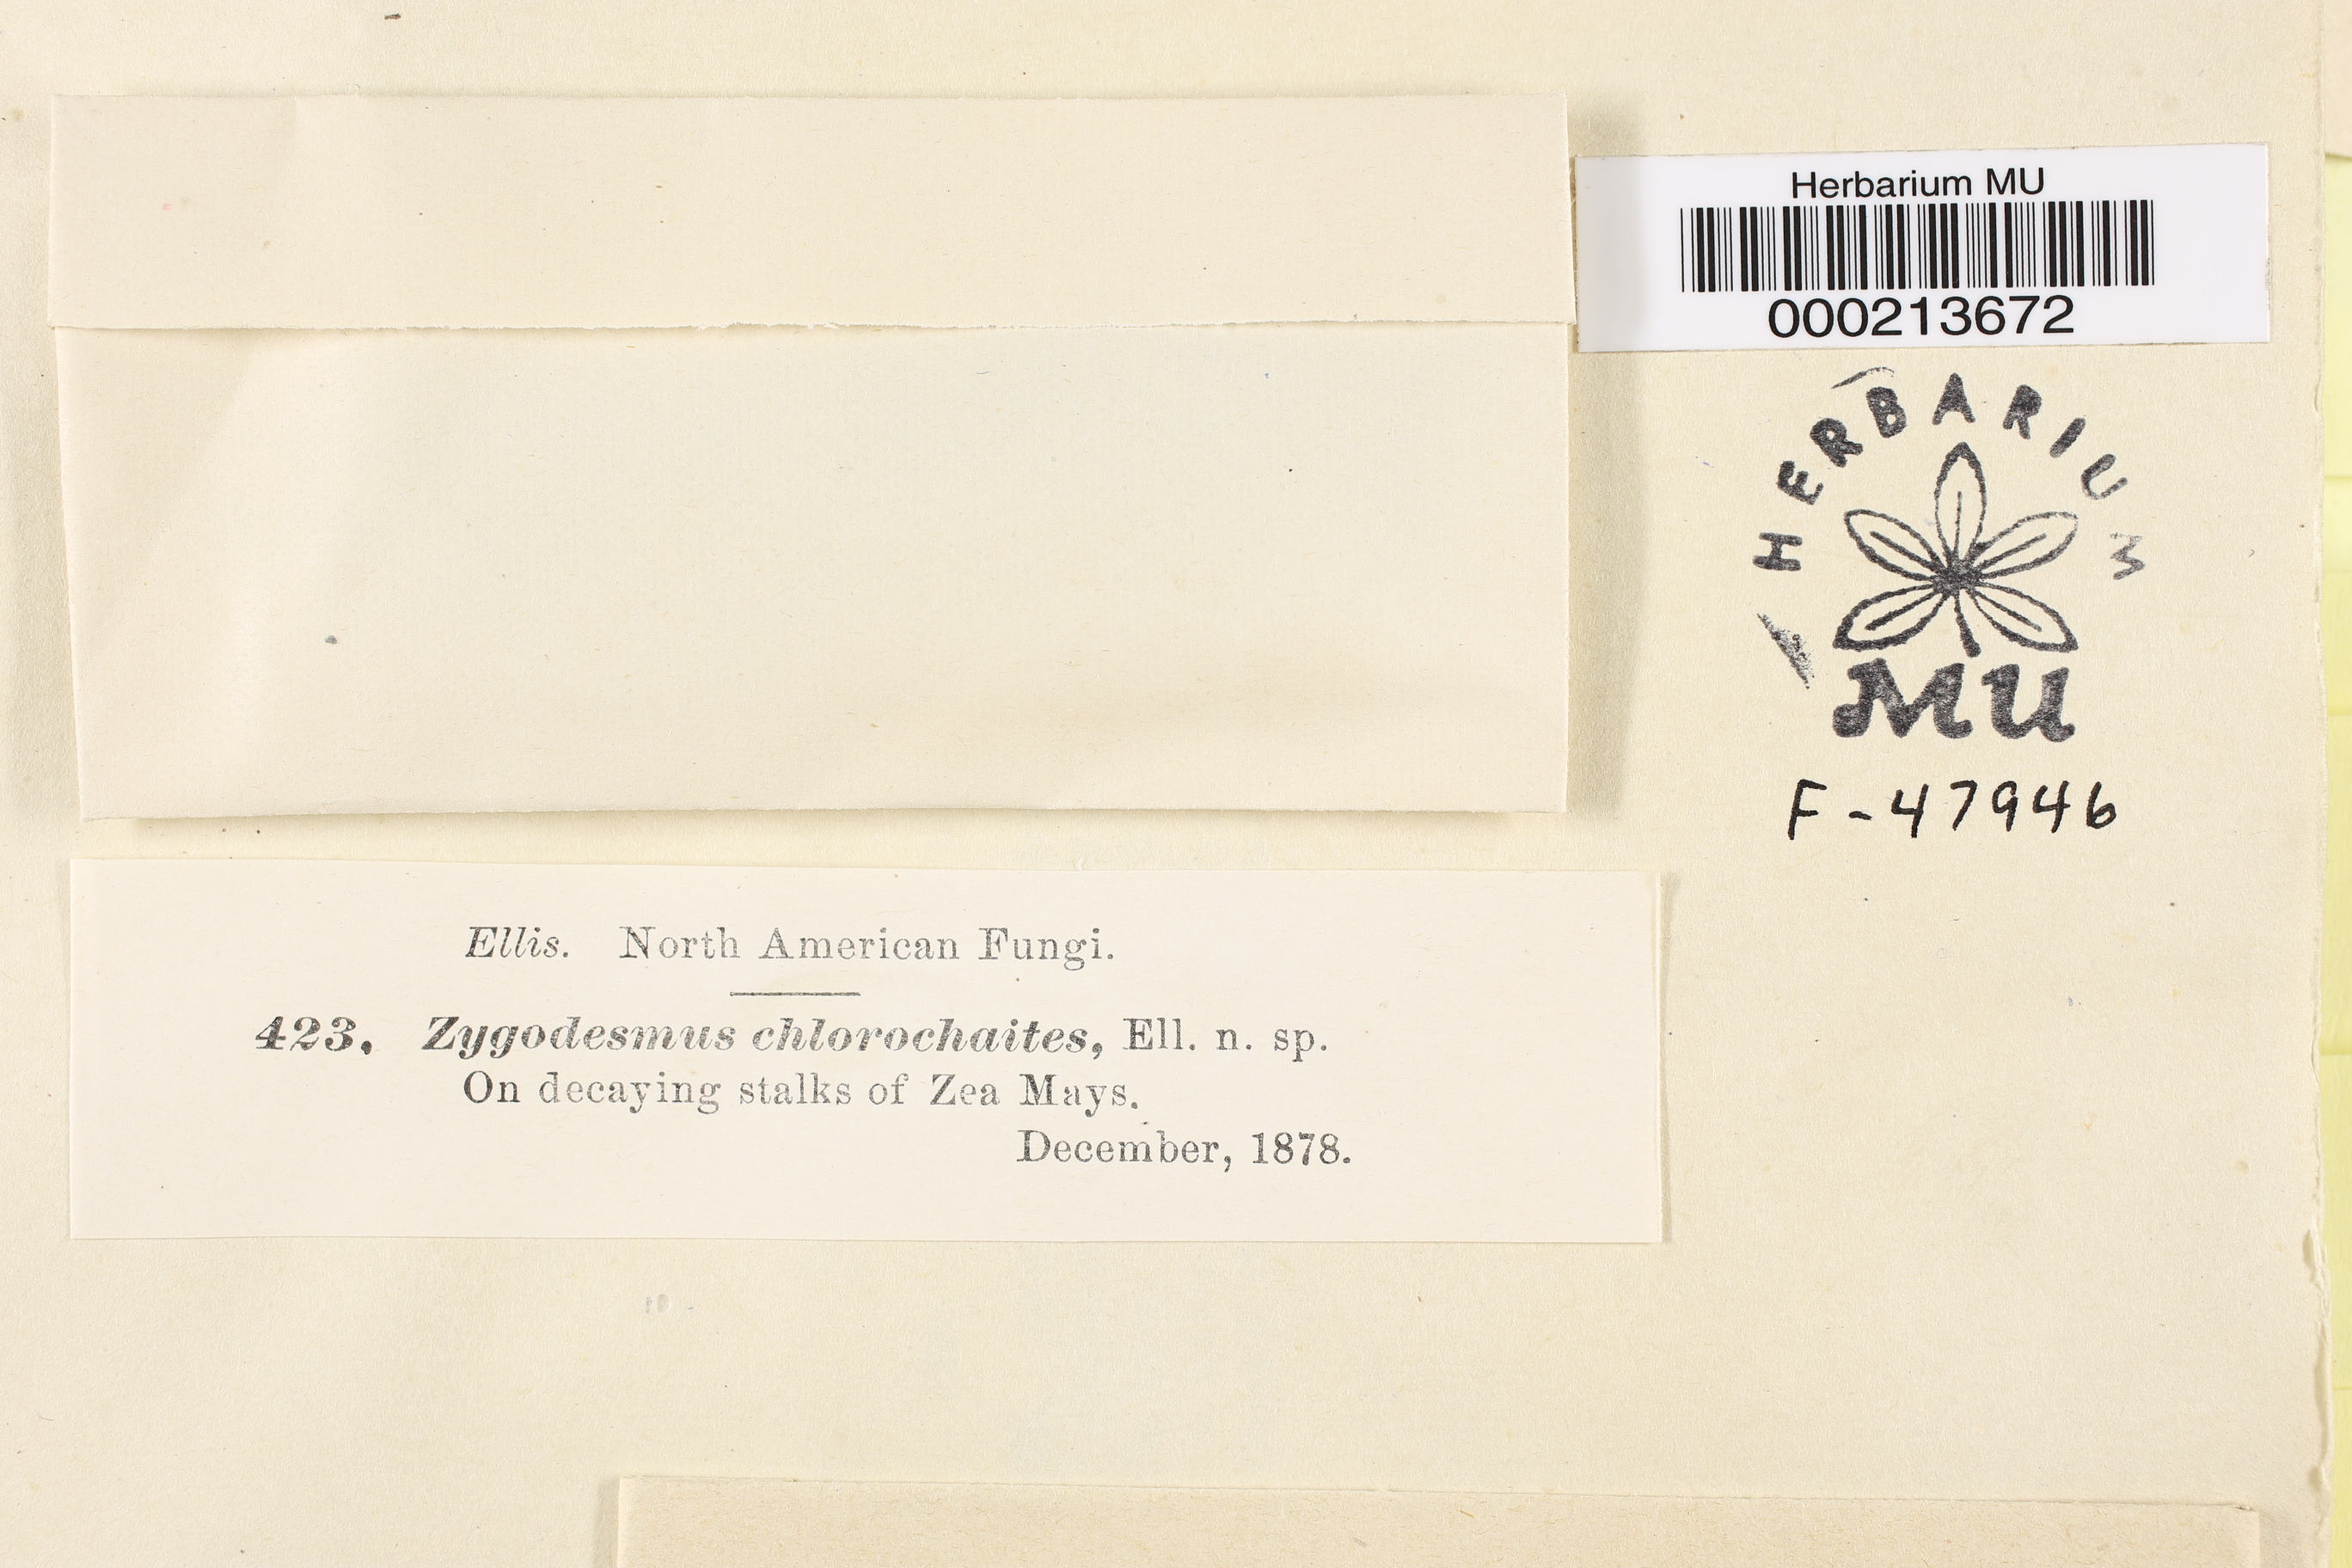 Herbarium MU
000213672
HERBARIUM
MU
F-47946
Ellis. North American Fungi.
423. Zygodesmus chlorochaites, Ell. n. sp.
On decaying stalks of Zea Mays.
December, 1878.